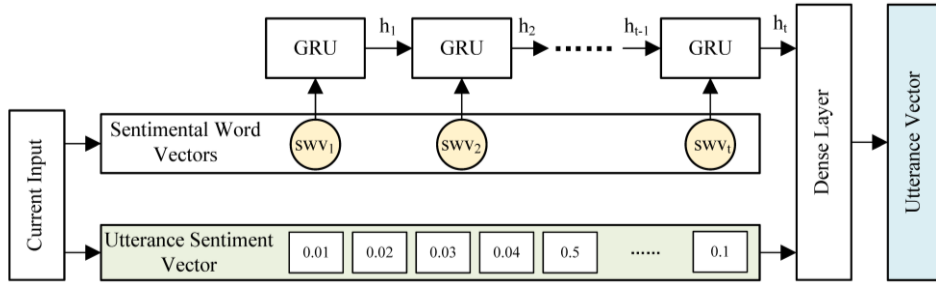 GRU
h1
GRU
h2
......
ht-1
GRU
ht
Current Input
Sentimental Word
Vectors
swv1
swv2
swvt
Utterance Sentiment
Vector
0.01
0.02
0.03
0.04
0.5
......
0.1
Dense Layer
Utterance Vector